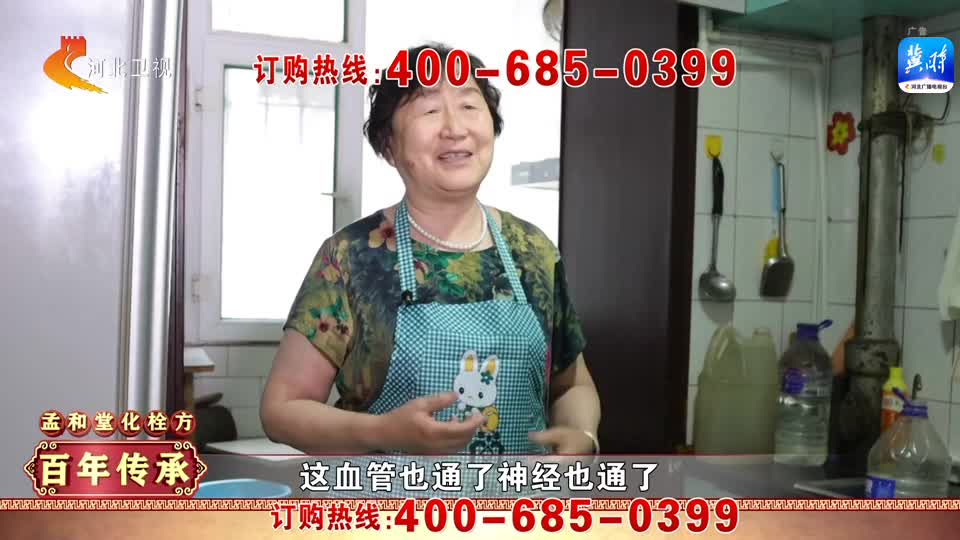 广告
河北卫视
订购热线:400-685-0399
冀时
河北广播电视台
孟和堂化栓方
百年传承
这血管也通了神经也通了
订购热线:400-685-0399